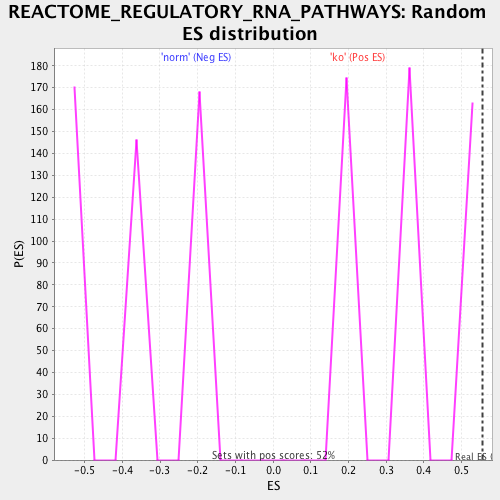 REACTOME_REGULATORY_RNA_PATHWAYS: Random
ES distribution
'norm' (Neg ES) 'ko' (Pos ES)
180
170
160
150
140
130
120
110
100
90
80
70
60
50
40
30
20
10
0
P(ES)
Sets with pos scores: 52%
Real ES (
-0.5 -0.4 -0.3 -0.2 -0.1 0.0 0.1 0.2 0.3 0.4 0.5
ES